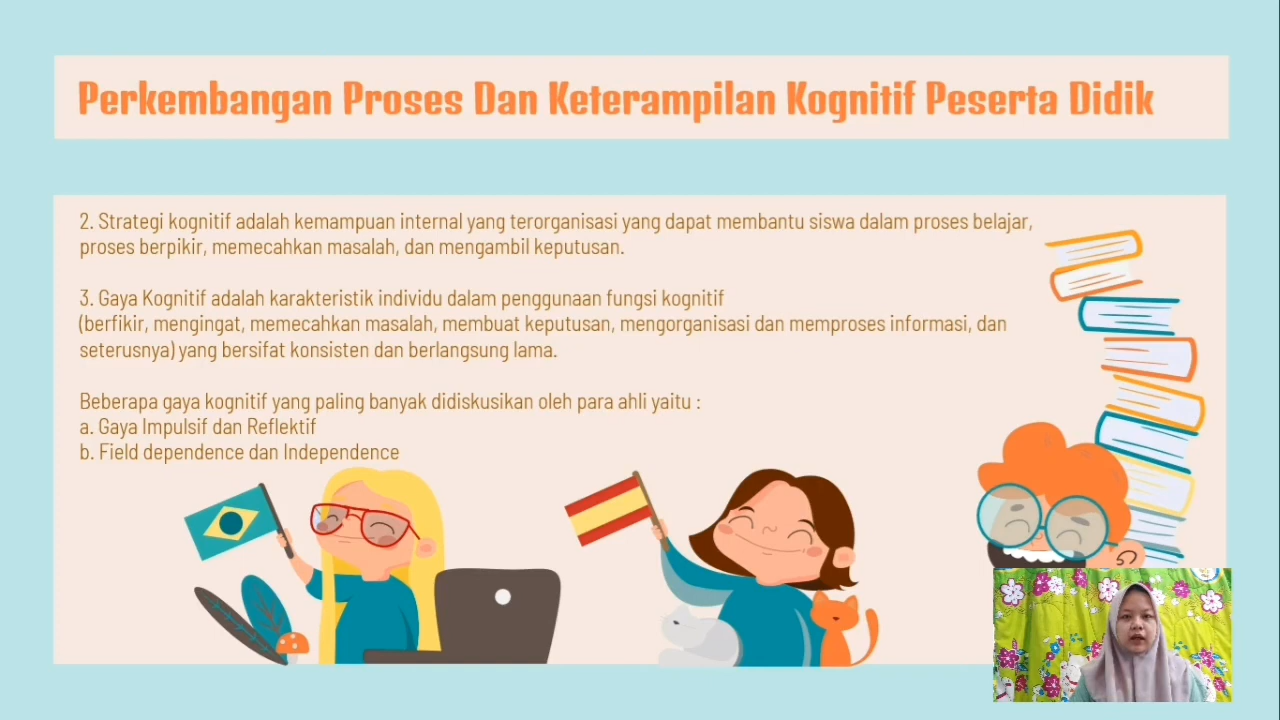 Perkembangan Proses Dan Keterampilan Kognitif Peserta Didik
2. Strategi kognitif adalah kemampuan internal yang terorganisasi yang dapat membantu siswa dalam proses belajar,
proses berpikir, memecahkan masalah, dan mengambil keputusan.
3. Gaya Kognitif adalah karakteristik individu dalam penggunaan fungsi kognitif
(berfikir, mengingat, memecahkan masalah, membuat keputusan, mengorganisasi dan memproses informasi, dan
seterusnya) yang bersifat konsisten dan berlangsung lama.
Beberapa gaya kognitif yang paling banyak didiskusikan oleh para ahli yaitu :
a. Gaya Impulsif dan Reflektif
b. Field dependence dan Independence